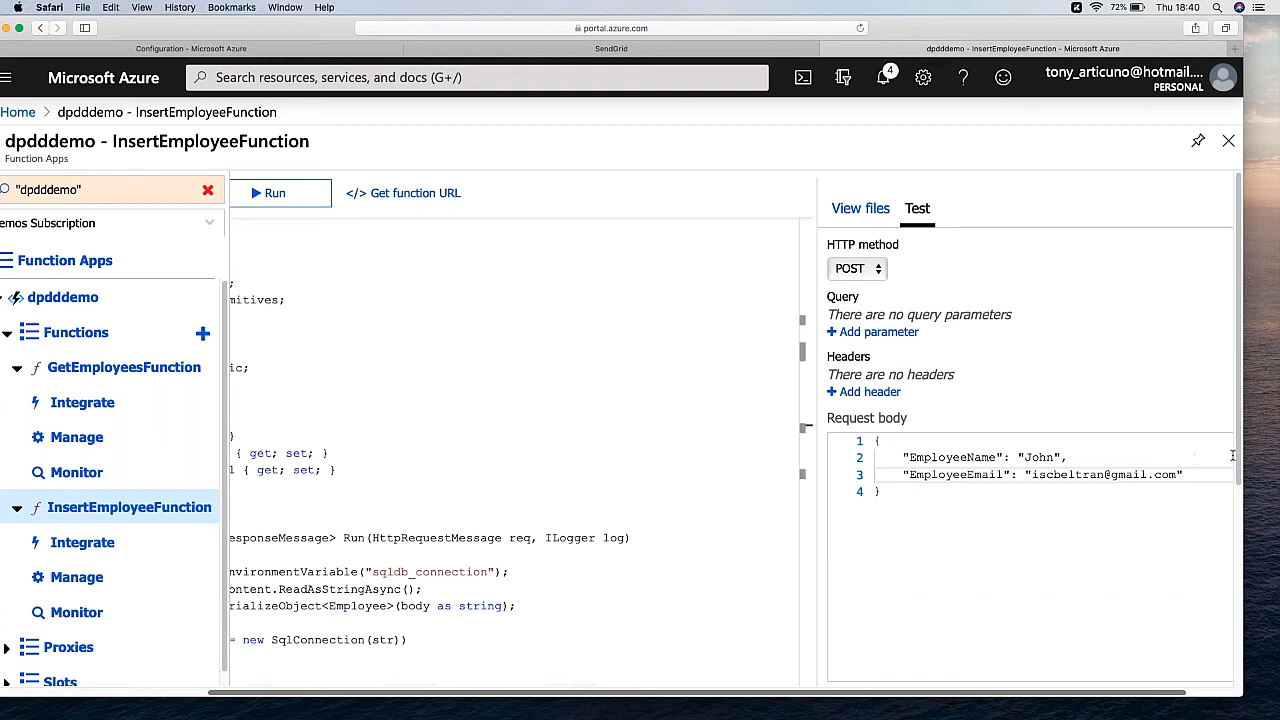 Safari File Edit View History Bookmarks Window Help 72% Thu 18:40
portal.azure.com
Configuration - Microsoft Azure SendGrid dpdddemo - InsertEmployeeFunction - Microsoft Azure
Microsoft Azure Search resources, services, and docs (G+/) 4 tony_articuno@hotmail....
PERSONAL
Home > dpdddemo - InsertEmployeeFunction
dpdddemo - InsertEmployeeFunction
Function Apps
"dpdddemo"
emos Subscription
Function Apps
dpdddemo
Functions
GetEmployeesFunction
Integrate
Manage
Monitor
InsertEmployeeFunction
Integrate
Manage
Monitor
Proxies
Slots
Run </> Get function URL
;
mitives;
ic;
}
{ get; set; }
l { get; set; }
esponseMessage> Run(HttpRequestMessage req, ILogger log)
nvironmentVariable("sqldb_connection");
ontent.ReadAsStringAsync();
rializeObject<Employee>(body as string);
= new SqlConnection(str))
View files Test
HTTP method
POST
Query
There are no query parameters
+ Add parameter
Headers
There are no headers
+ Add header
Request body
1 {
2 "EmployeeName": "John",
3 "EmployeeEmail": "iscbeltran@gmail.com"
4 }